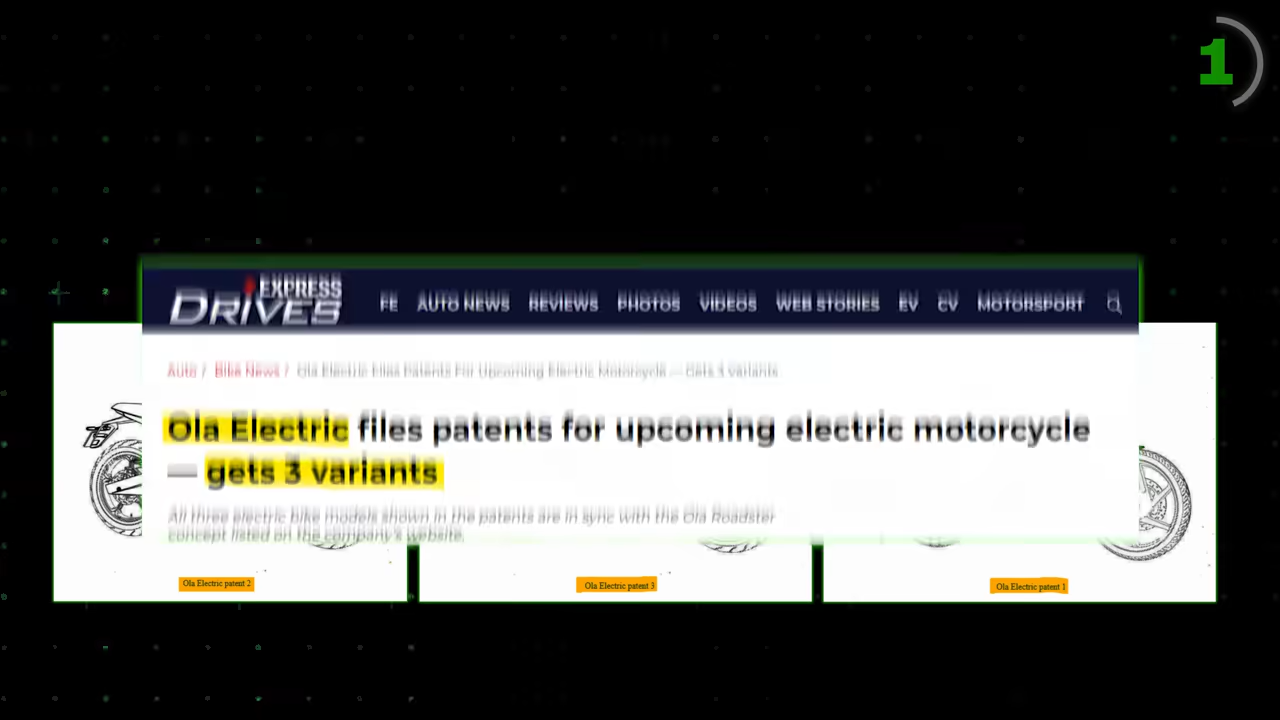 1
EXPRESS
DRIVES
FE AUTO NEWS REVIEWS PHOTOS VIDEOS WEB STORIES EV CV MOTORSPORT
Auto / Bike News / Ola Electric Files Patents For Upcoming Electric Motorcycle — Gets 3 Variants
Ola Electric files patents for upcoming electric motorcycle
— gets 3 variants
All three electric bike models shown in the patents are in sync with the Ola Roadster
concept listed on the company's website.
Ola Electric patent 2
Ola Electric patent 3
Ola Electric patent 1